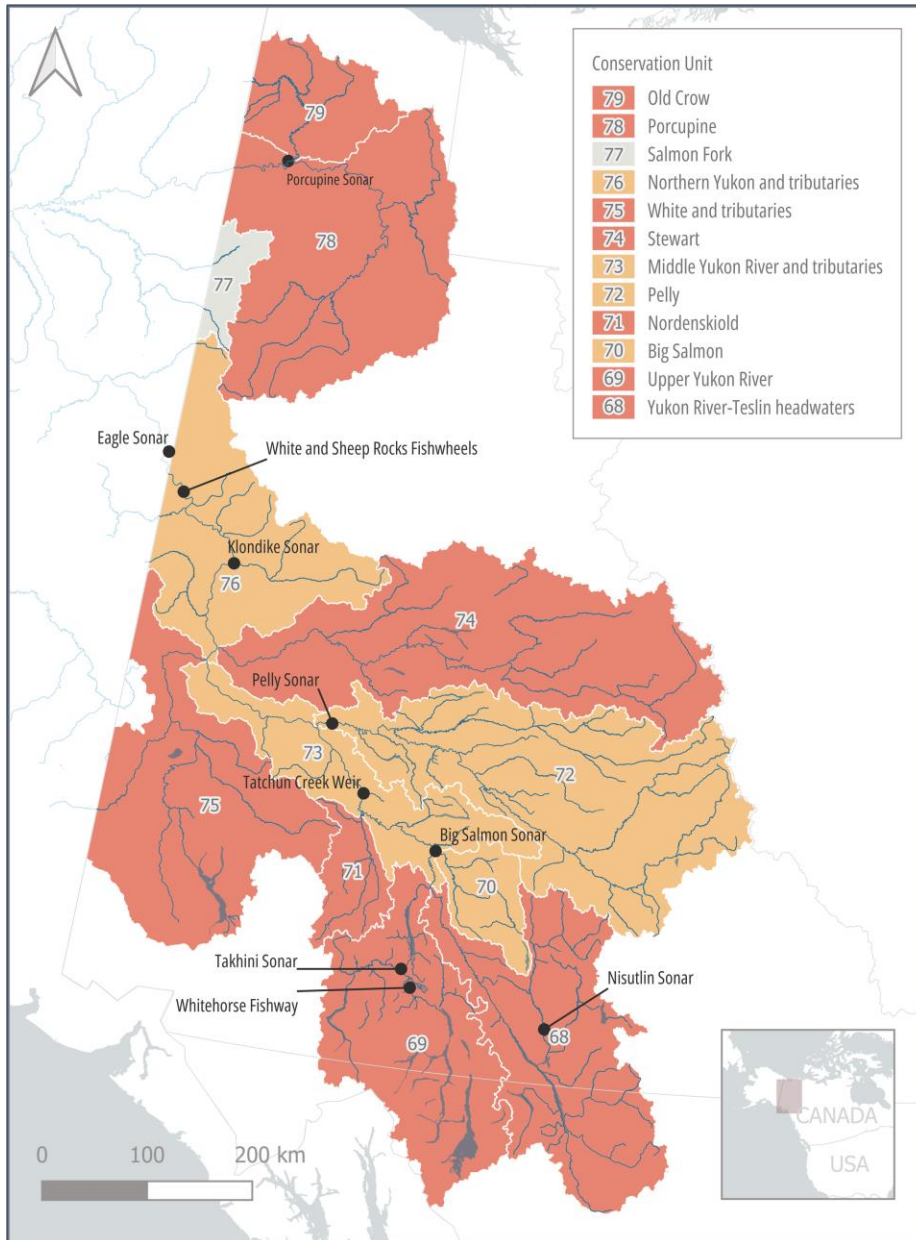 Conservation Unit
79 Old Crow
78 Porcupine
77 Salmon Fork
76 Northern Yukon and tributaries
75 White and tributaries
74 Stewart
73 Middle Yukon River and tributaries
72 Pelly
71 Nordenskiold
70 Big Salmon
69 Upper Yukon River
68 Yukon River-Teslin headwaters
79
Porcupine Sonar
78
77
Eagle Sonar
White and Sheep Rocks Fishwheels
Klondike Sonar
76
74
Pelly Sonar
73
72
Tatchun Creek Weir
75
Big Salmon Sonar
71
70
Takhini Sonar
Nisutlin Sonar
Whitehorse Fishway
69
68
0 100 200 km
CANADA
USA